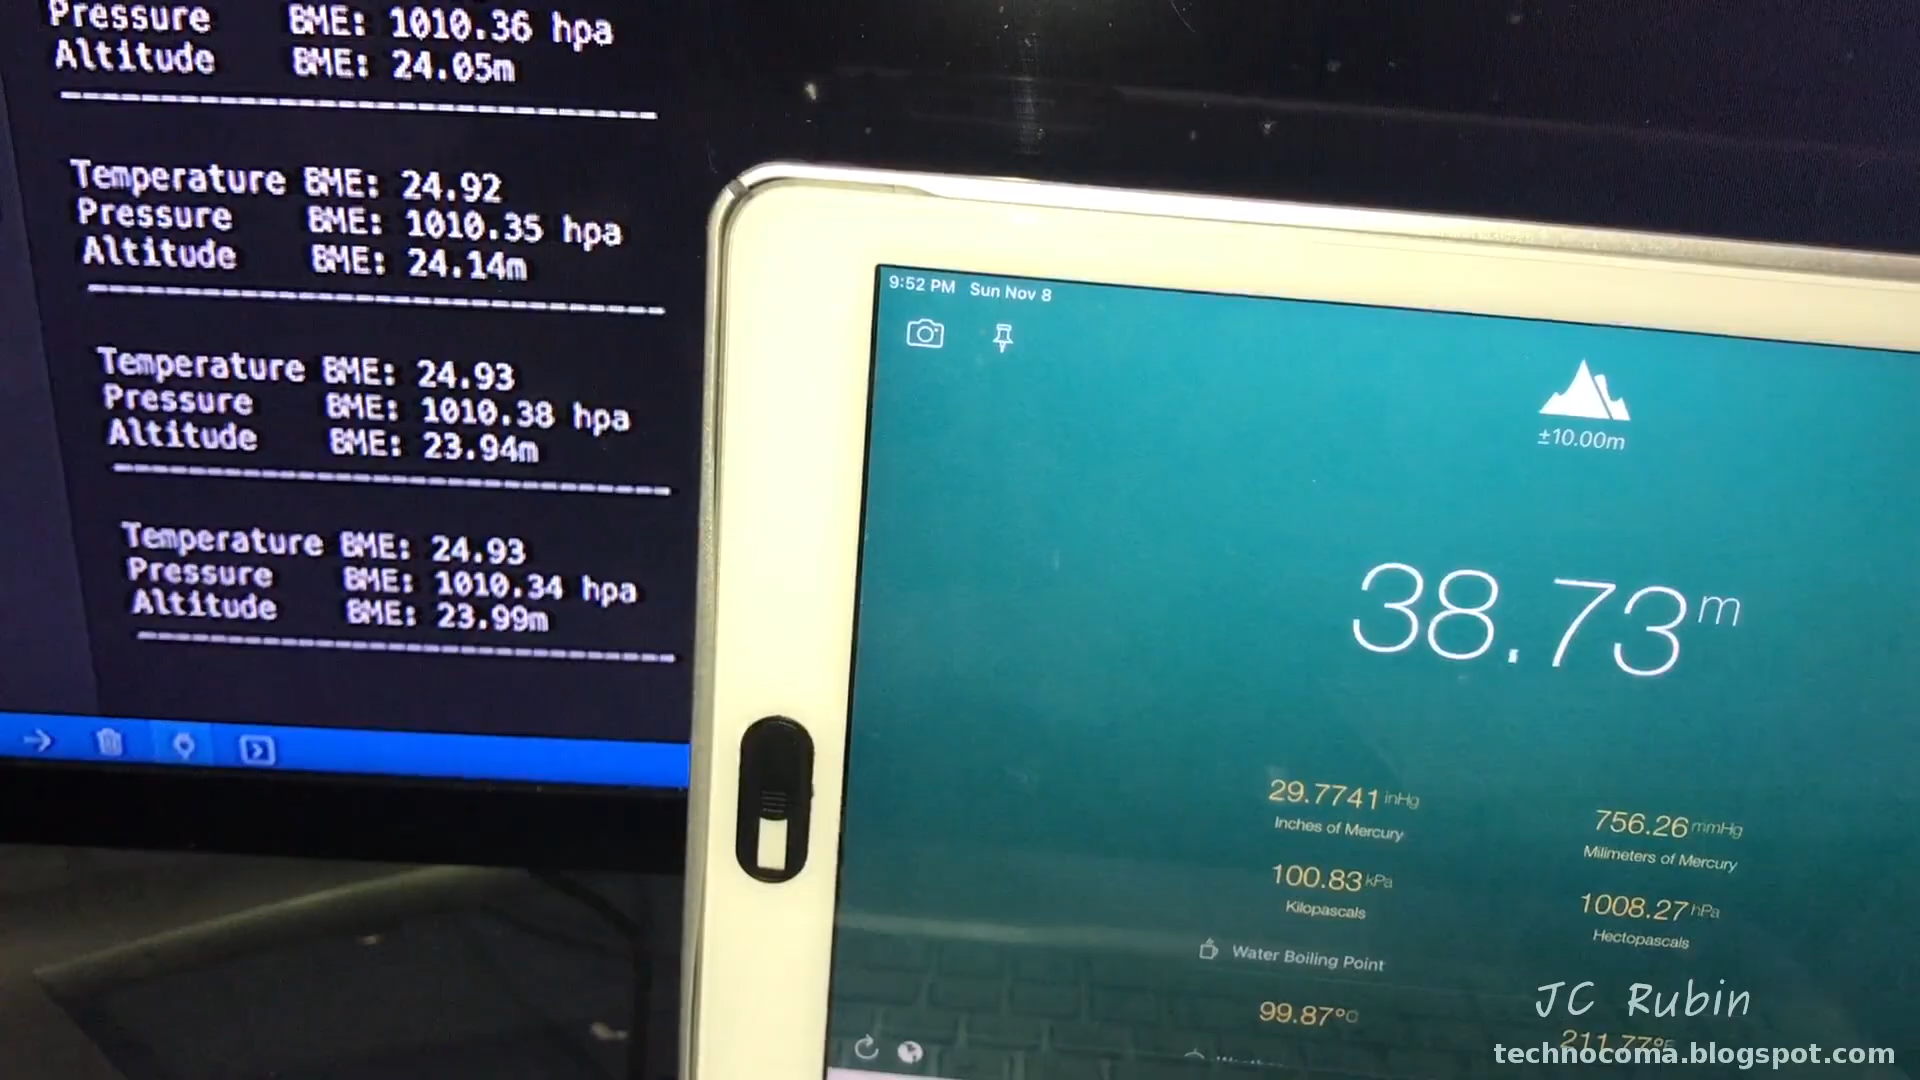 Pressure BME: 1010.36 hpa
Altitude BME: 24.05m
Temperature BME: 24.92
Pressure BME: 1010.35 hpa
Altitude BME: 24.14m
Temperature BME: 24.93
Pressure BME: 1010.38 hpa
Altitude BME: 23.94m
Temperature BME: 24.93
Pressure BME: 1010.34 hpa
Altitude BME: 23.99m
9:52 PM Sun Nov 8
±10.00m
38.73m
29.7741 inHg
Inches of Mercury
756.26 mmHg
Milimeters of Mercury
100.83 kPa
Kilopascals
1008.27 hPa
Hectopascals
Water Boiling Point
99.87°C
211.77°F
JC Rubin
technocoma.blogspot.com